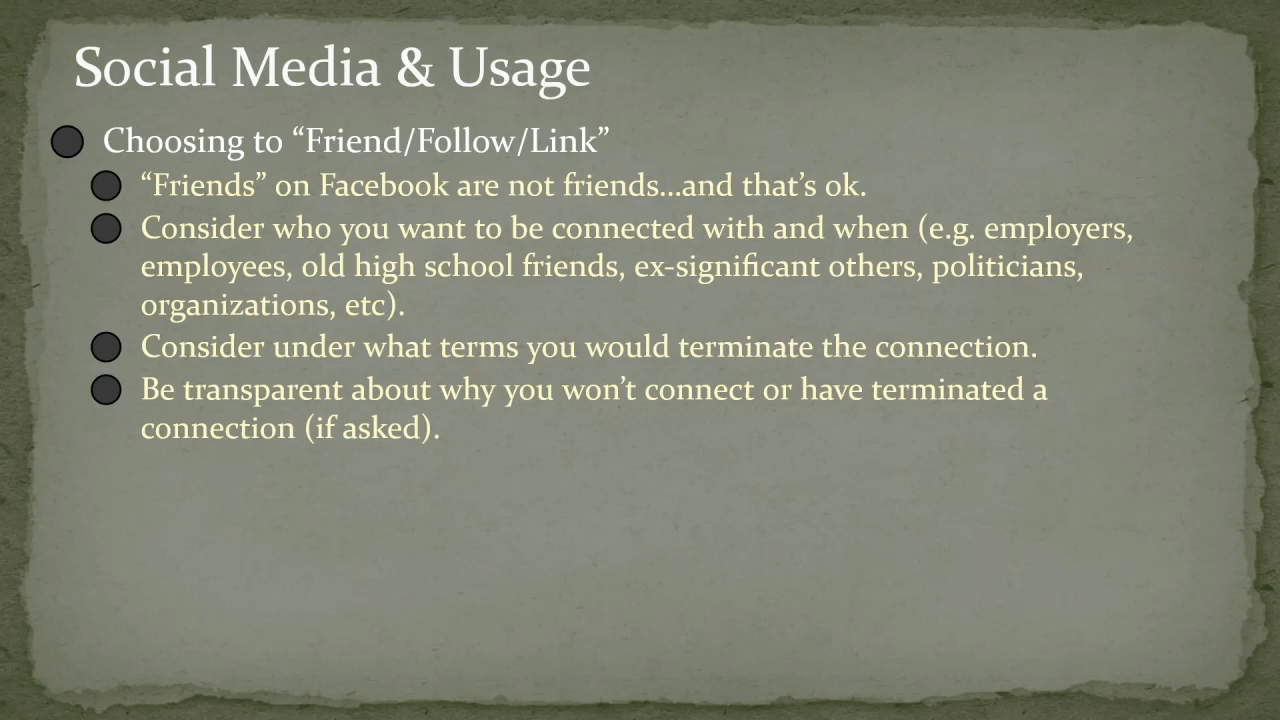 Social Media & Usage
Choosing to “Friend/Follow/Link”
“Friends” on Facebook are not friends…and that’s ok.
Consider who you want to be connected with and when (e.g. employers,
employees, old high school friends, ex-significant others, politicians,
organizations, etc).
Consider under what terms you would terminate the connection.
Be transparent about why you won’t connect or have terminated a
connection (if asked).